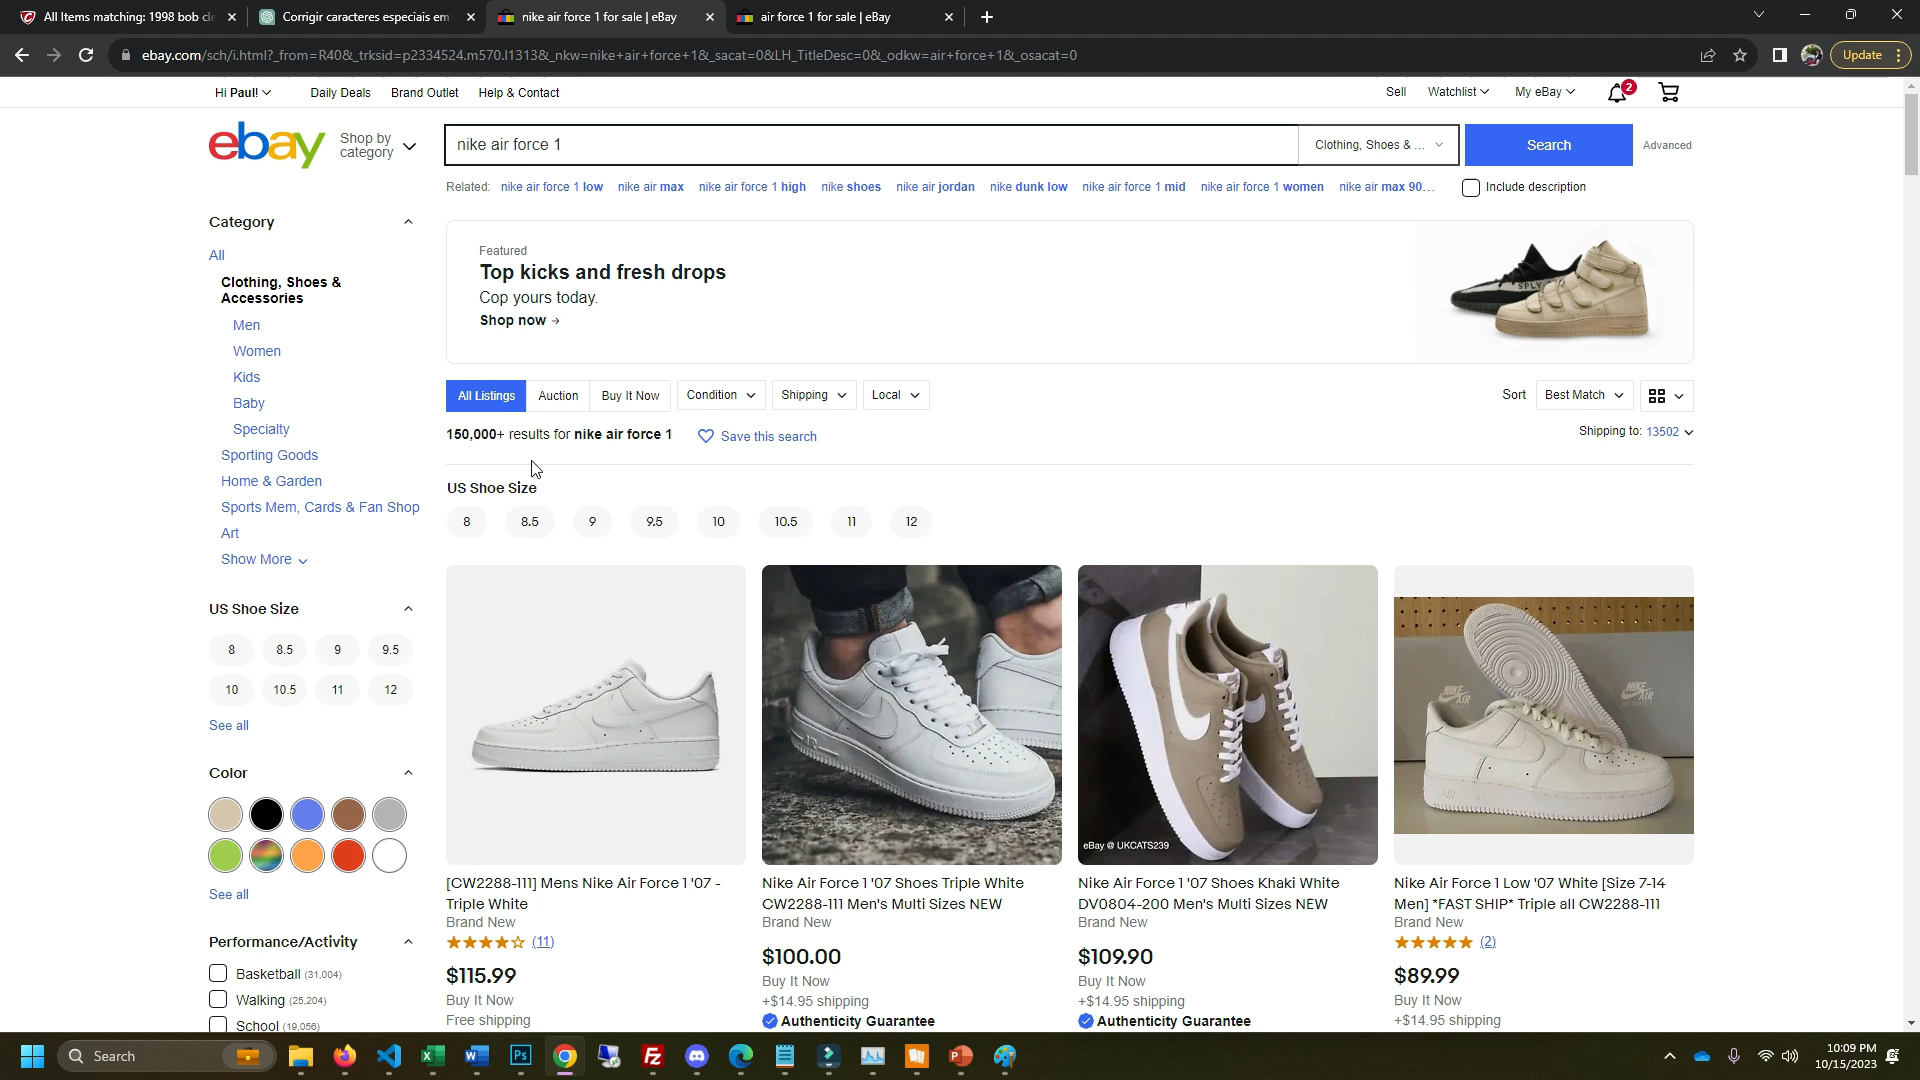 All Items matching: 1998 bob cle
Corrigir caracteres especiais em
nike air force 1 for sale | eBay
air force 1 for sale | eBay
ebay.com/sch/i.html?_from=R40&_trksid=p2334524.m570.l1313&_nkw=nike+air+force+1&_sacat=0&LH_TitleDesc=0&_odkw=air+force+1&_osacat=0
Update
Hi Paul! Daily Deals Brand Outlet Help & Contact
Sell Watchlist My eBay 2
ebay Shop by category
nike air force 1 Clothing, Shoes & ... Search Advanced
Related: nike air force 1 low nike air max nike air force 1 high nike shoes nike air jordan nike dunk low nike air force 1 mid nike air force 1 women nike air max 90...
Include description
Category
All
Clothing, Shoes &
Accessories
Men
Women
Kids
Baby
Specialty
Sporting Goods
Home & Garden
Sports Mem, Cards & Fan Shop
Art
Show More
US Shoe Size
8 8.5 9 9.5
10 10.5 11 12
See all
Color
See all
Performance/Activity
Basketball (31,004)
Walking (25,204)
School (19,056)
Featured
Top kicks and fresh drops
Cop yours today.
Shop now →
SPLY
All Listings Auction Buy It Now Condition Shipping Local
Sort Best Match
150,000+ results for nike air force 1 Save this search
Shipping to: 13502
US Shoe Size
8 8.5 9 9.5 10 10.5 11 12
eBay @ UKCATS239
NIKE AIR
NIKE AIR
[CW2288-111] Mens Nike Air Force 1 '07 -
Triple White
Brand New
(11)
$115.99
Buy It Now
Free shipping
Nike Air Force 1 '07 Shoes Triple White
CW2288-111 Men's Multi Sizes NEW
Brand New
$100.00
Buy It Now
+$14.95 shipping
Authenticity Guarantee
Nike Air Force 1 '07 Shoes Khaki White
DV0804-200 Men's Multi Sizes NEW
Brand New
$109.90
Buy It Now
+$14.95 shipping
Authenticity Guarantee
Nike Air Force 1 Low '07 White [Size 7-14
Men] *FAST SHIP* Triple all CW2288-111
Brand New
(2)
$89.99
Buy It Now
+$14.95 shipping
Search
Ps
Fz
10:09 PM
10/15/2023